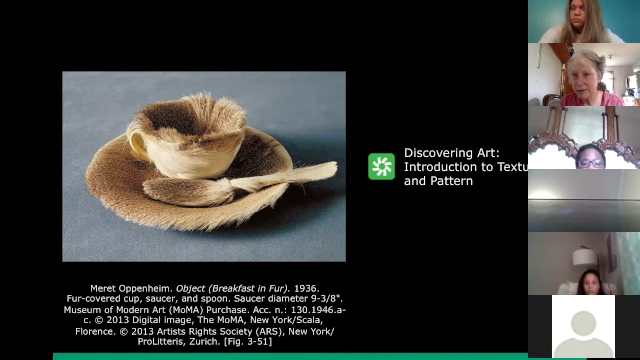 Discovering Art:
Introduction to Textu
and Pattern
Meret Oppenheim. Object (Breakfast in Fur). 1936.
Fur-covered cup, saucer, and spoon. Saucer diameter 9-3/8".
Museum of Modern Art (MoMA) Purchase. Acc. n.: 130.1946.a-
c. © 2013 Digital image, The MoMA, New York/Scala,
Florence. © 2013 Artists Rights Society (ARS), New York/
ProLitteris, Zurich. [Fig. 3-51]